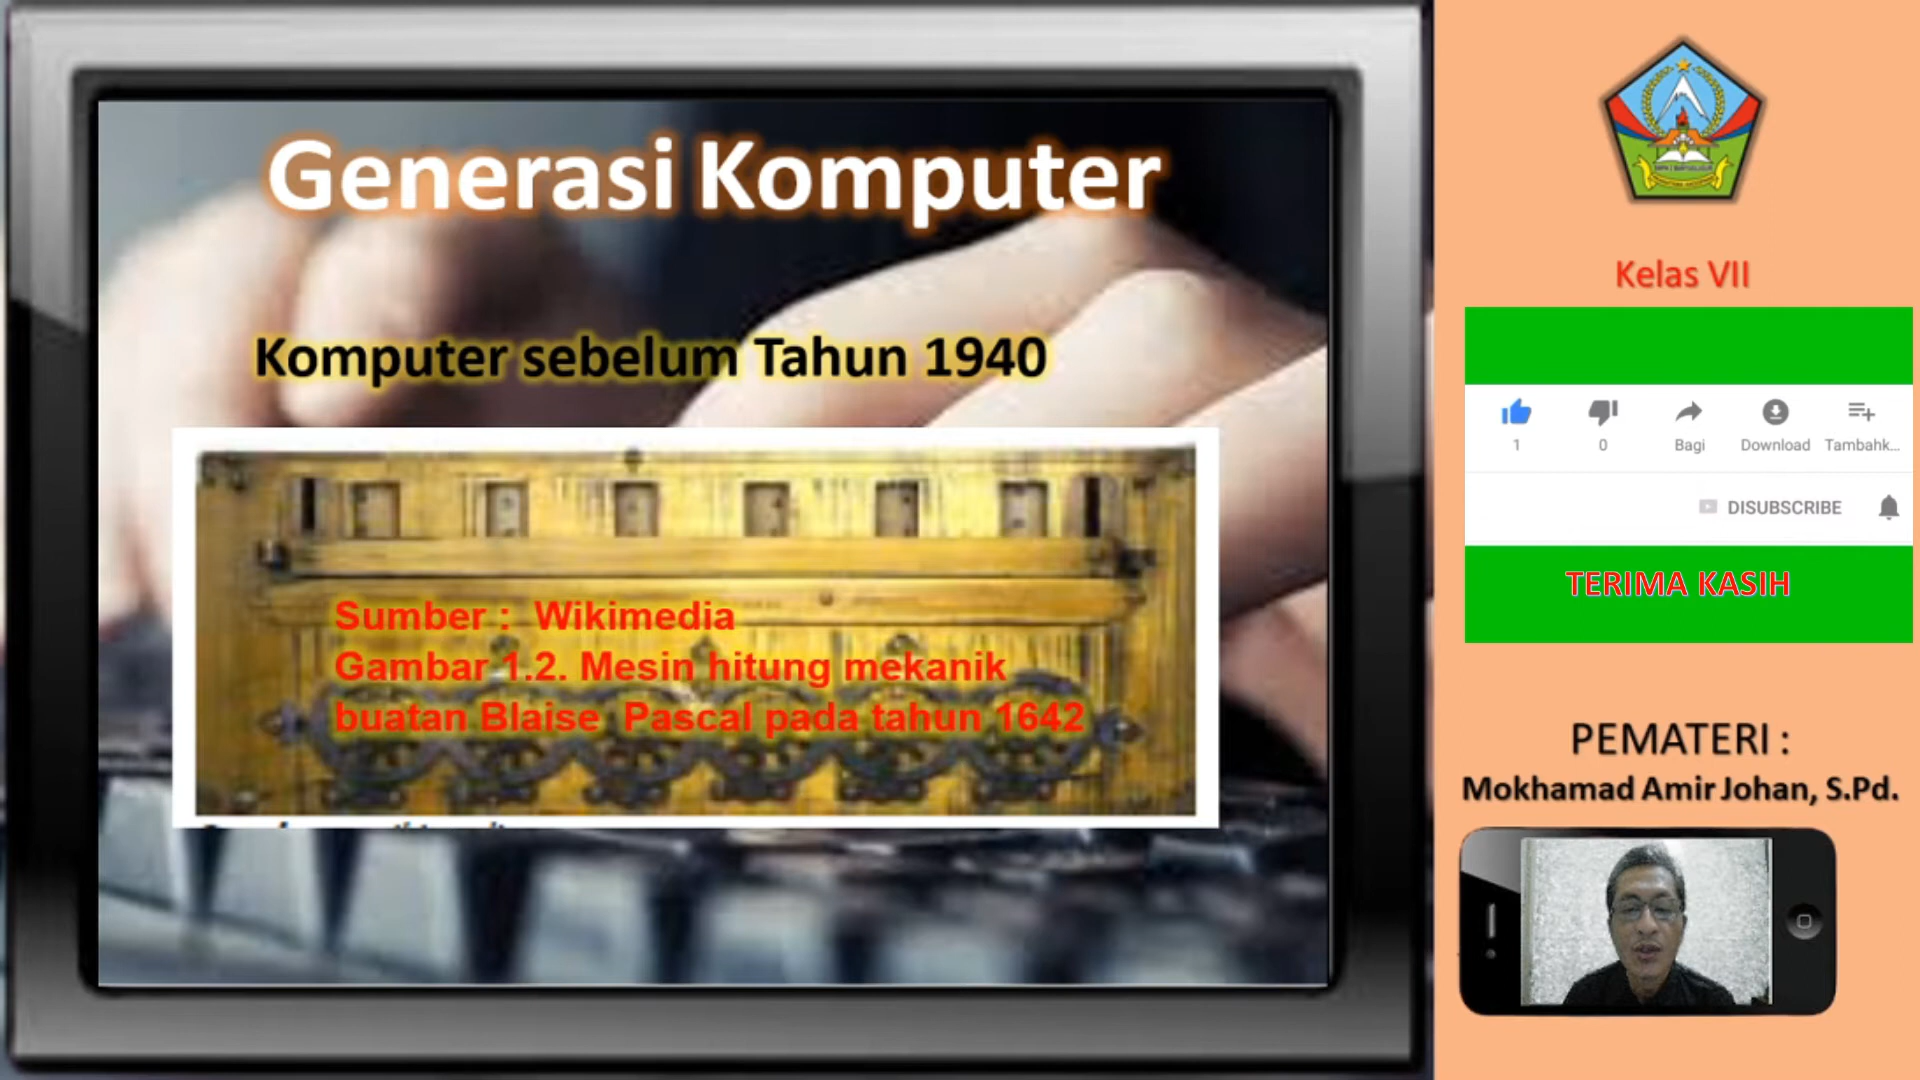 Generasi Komputer
Komputer sebelum Tahun 1940
Sumber : Wikimedia
Gambar 1.2. Mesin hitung mekanik
buatan Blaise Pascal pada tahun 1642
Kelas VII
1
0
Bagi
Download
Tambahk...
DISUBSCRIBE
TERIMA KASIH
PEMATERI :
Mokhamad Amir Johan, S.Pd.